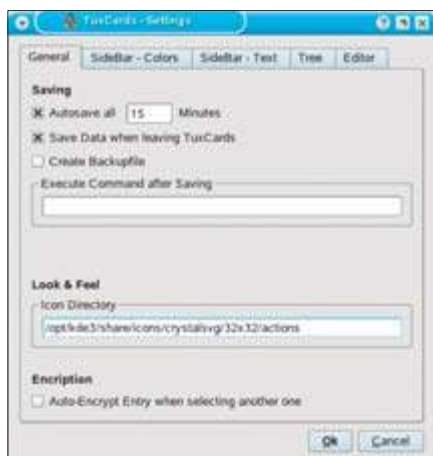 TuxCards - Settings
General SideBar - Colors SideBar - Text Tree Editor
Saving
Autosave all 15 Minutes
Save Data when leaving TuxCards
Create Backupfile
Execute Command after Saving
Look & Feel
Icon Directory
/opt/kde3/share/icons/crystalsvg/32x32/actions
Encription
Auto-Encrypt Entry when selecting another one
Ok Cancel